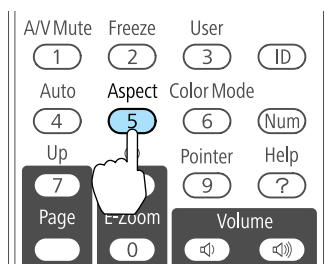 A/V Mute Freeze User
1 2 3 ID
Auto Aspect Color Mode
4 5 6 Num
Up Pointer Help
7 9 ?
Page E-Zoom Volume
0